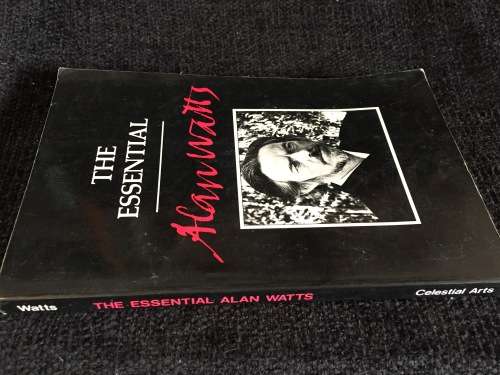 THE
ESSENTIAL
Alan Watts
Watts THE ESSENTIAL ALAN WATTS Celestial Arts